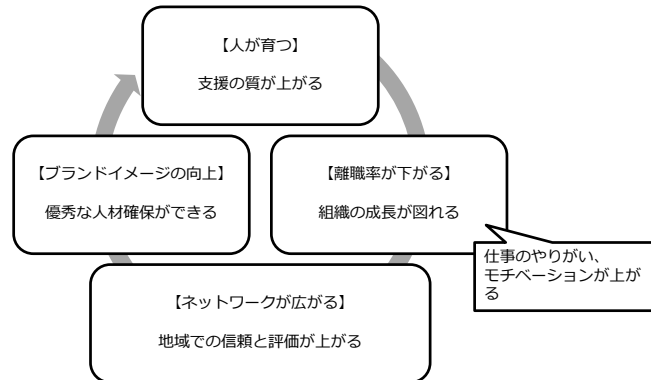 【人が育つ】
支援の質が上がる
【離職率が下がる】
組織の成長が図れる
仕事のやりがい、
モチベーションが上が
る
【ネットワークが広がる】
地域での信頼と評価が上がる
【ブランドイメージの向上】
優秀な人材確保ができる